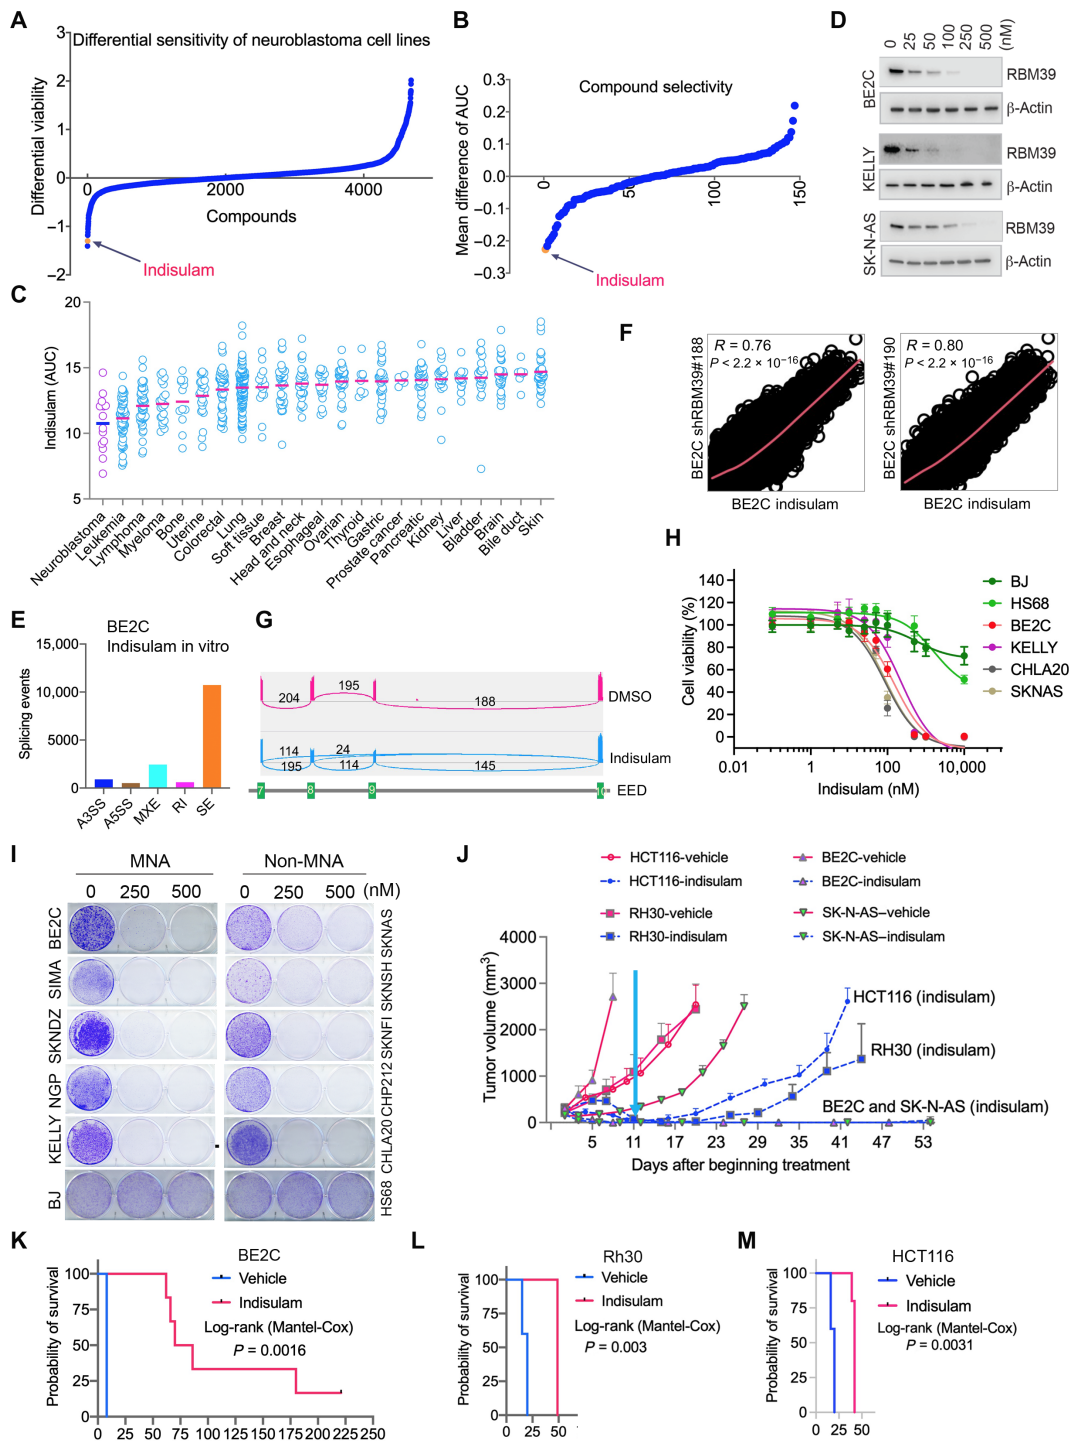 A
Differential sensitivity of neuroblastoma cell lines
Differential viability
3
2
1
0
−1
−2
0
2000
4000
Compounds
Indisulam
B
Compound selectivity
Mean difference of AUC
0.3
0.2
0.1
0.0
−0.1
−0.2
−0.3
0
50
100
150
Indisulam
D
0
25
50
100
250
500
(nM)
BE2C
RBM39
β-Actin
KELLY
RBM39
β-Actin
SK-N-AS
RBM39
β-Actin
C
Indisulam (AUC)
20
15
10
5
Neuroblastoma
Leukemia
Lymphoma
Myeloma
Bone
Uterine
Colorectal
Lung
Soft tissue
Breast
Head and neck
Esophageal
Ovarian
Thyroid
Gastric
Prostate cancer
Pancreatic
Kidney
Liver
Bladder
Brain
Bile duct
Skin
F
BE2C shRBM39#188
R = 0.76
P < 2.2 × 10−16
BE2C indisulam
BE2C shRBM39#190
R = 0.80
P < 2.2 × 10−16
BE2C indisulam
E
BE2C
Indisulam in vitro
Splicing events
15,000
10,000
5000
0
A3SS
A5SS
MXE
RI
SE
G
204
195
188
DMSO
114
24
195
114
145
Indisulam
7
8
9
EED
H
Cell viability (%)
140
120
100
80
60
40
20
0
0.01
1
100
10,000
Indisulam (nM)
BJ
HS68
BE2C
KELLY
CHLA20
SKNAS
I
MNA
Non-MNA
0
250
500
0
250
500
(nM)
BE2C
SKNAS
SIMA
SKNSH
SKNDZ
SKNFI
NGP
CHP212
KELLY
CHLA20
BJ
HS68
J
HCT116-vehicle
HCT116-indisulam
RH30-vehicle
RH30-indisulam
BE2C-vehicle
BE2C-indisulam
SK-N-AS–vehicle
SK-N-AS–indisulam
Tumor volume (mm3)
4000
3000
2000
1000
0
5
11
17
23
29
35
41
47
53
Days after beginning treatment
HCT116 (indisulam)
RH30 (indisulam)
BE2C and SK-N-AS (indisulam)
K
BE2C
Vehicle
Indisulam
Log-rank (Mantel-Cox)
P = 0.0016
Probability of survival
100
75
50
25
0
0
25
50
75
100
125
150
175
200
225
250
L
Rh30
Vehicle
Indisulam
Log-rank (Mantel-Cox)
P = 0.003
Probability of survival
100
75
50
25
0
0
25
50
M
HCT116
Vehicle
Indisulam
Log-rank (Mantel-Cox)
P = 0.0031
Probability of survival
100
75
50
25
0
0
25
50